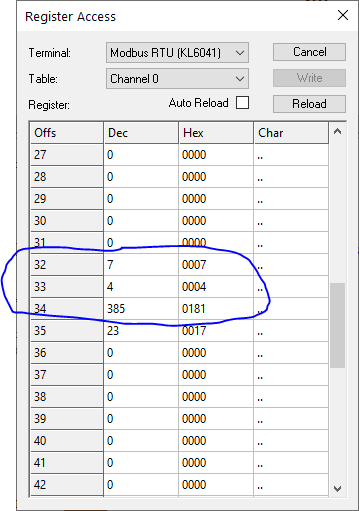 Register Access
Terminal: Modbus RTU (KL6041) Cancel
Table: Channel 0 Write
Register: Auto Reload Reload
Offs Dec Hex Char
27 0 0000 ..
28 0 0000 ..
29 0 0000 ..
30 0 0000 ..
31 0 0000 ..
32 7 0007 ..
33 4 0004 ..
34 385 0181 ..
35 23 0017 ..
36 0 0000 ..
37 0 0000 ..
38 0 0000 ..
39 0 0000 ..
40 0 0000 ..
41 0 0000 ..
42 0 0000 ..